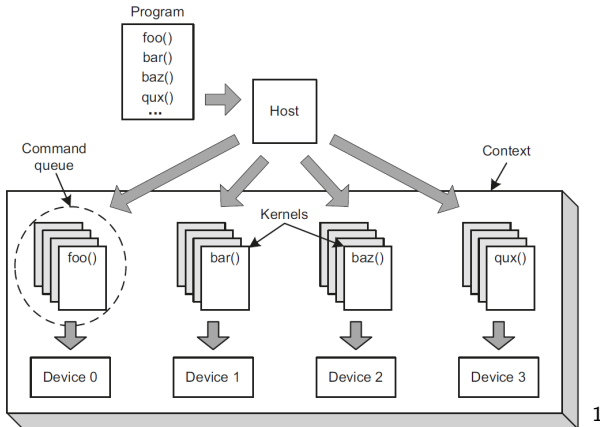 Program
foo()
bar()
baz()
qux()
...
Host
Command
queue
Context
Kernels
foo()
bar()
baz()
qux()
Device 0
Device 1
Device 2
Device 3
1